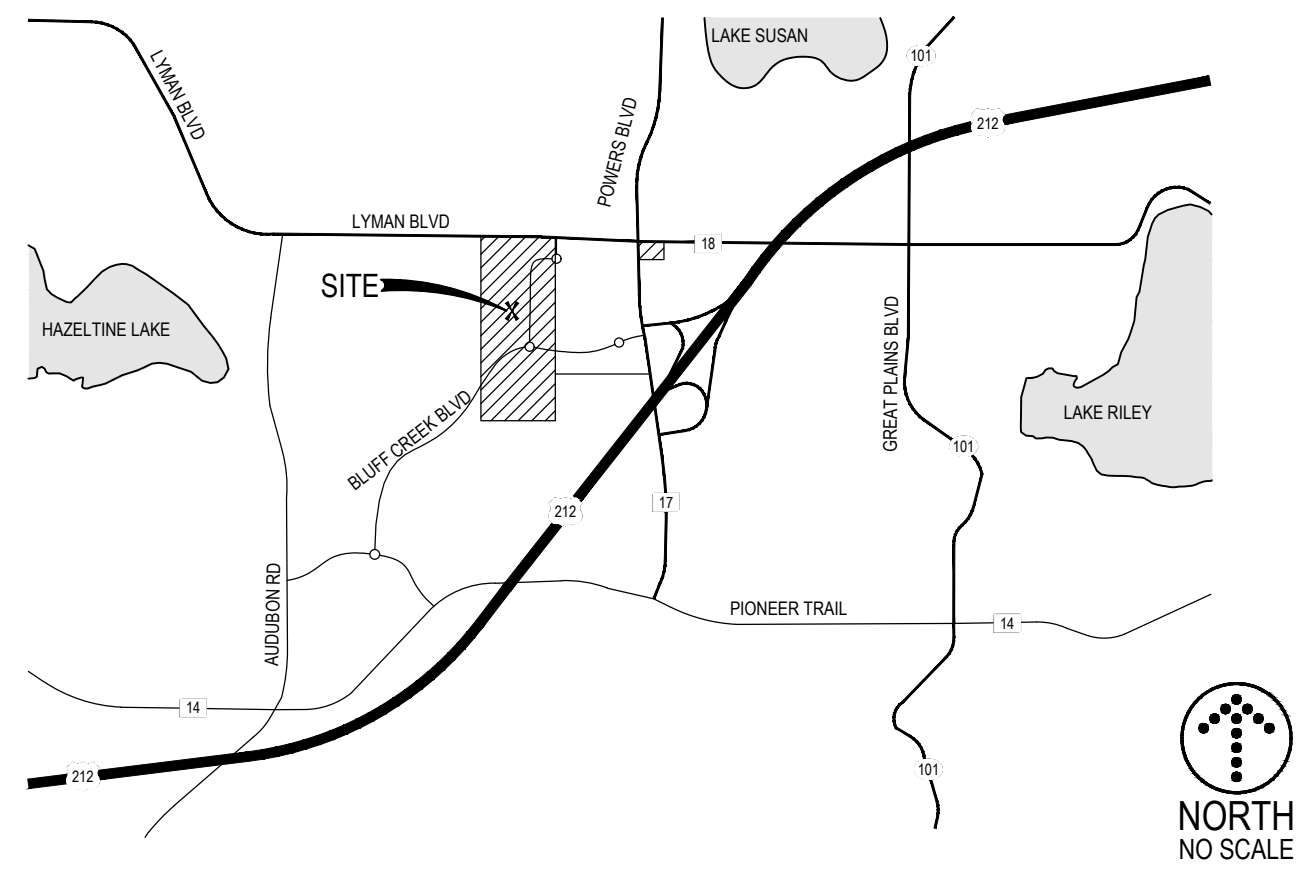 LAKE SUSAN
101
LYMAN BLVD
212
POWERS BLVD
LYMAN BLVD
18
SITE
HAZELTINE LAKE
GREAT PLAINS BLVD
LAKE RILEY
BLUFF CREEK BLVD
101
17
212
AUDUBON RD
PIONEER TRAIL
14
14
212
101
NORTH
NO SCALE